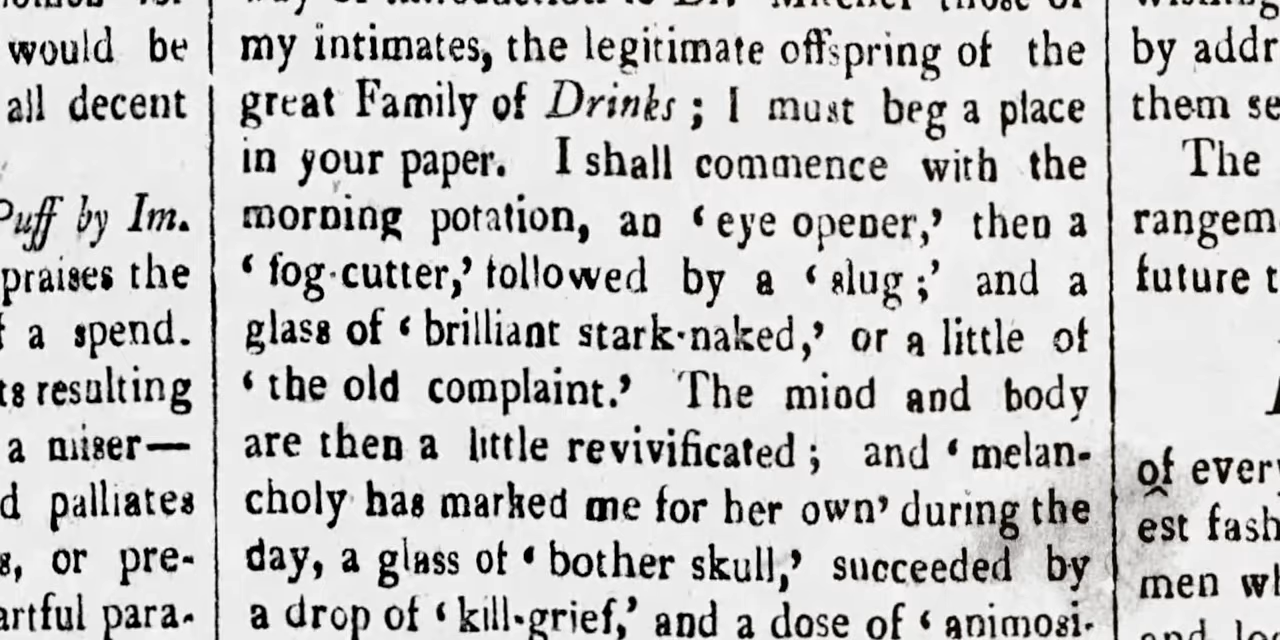 would be
all decent
Puff by Im.
praises the
a spend.
resulting
a miser—
palliates
or pre-
artful para-
my intimates, the legitimate offspring of the
great Family of Drinks ; I must beg a place
in your paper. I shall commence with the
morning potation, an ‘ eye opener,’ then a
‘ fog-cutter,’ followed by a ‘ slug ;’ and a
glass of ‘ brilliant stark-naked,’ or a little of
‘ the old complaint.’ The mind and body
are then a little revivificated ; and ‘ melan-
choly has marked me for her own’ during the
day, a glass of ‘ bother skull,’ succeeded by
a drop of ‘ kill-grief,’ and a dose of ‘ animosi-
by addr
them se
The
rangem
future t
of every
est fash
men wh